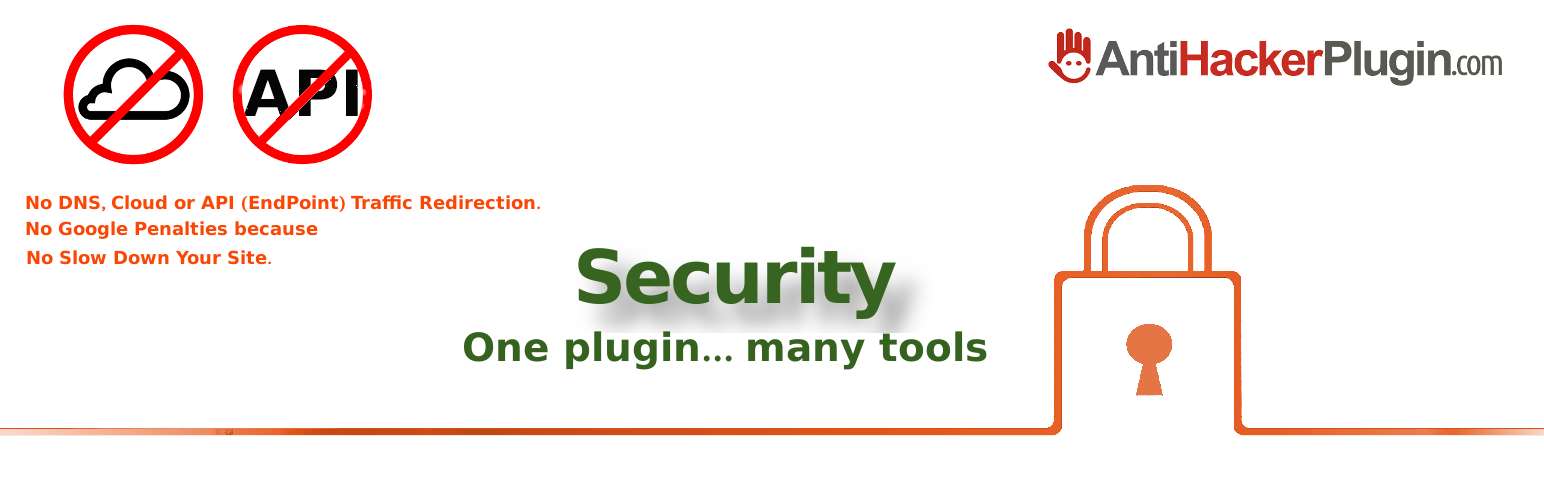 API
AntiHackerPlugin.com
No DNS, Cloud or API (EndPoint) Traffic Redirection.
No Google Penalties because
No Slow Down Your Site.
Security
One plugin... many tools